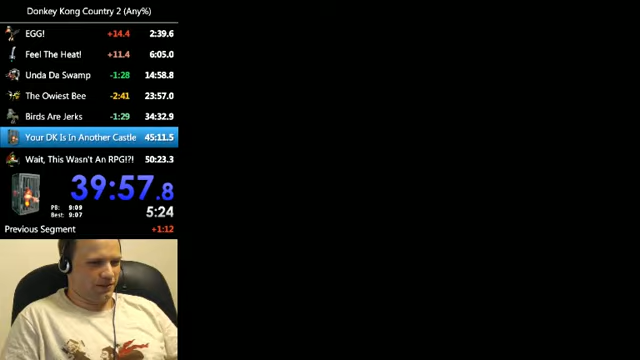 Donkey Kong Country 2 (Any%)
EGG! +14.4 2:39.6
Feel The Heat! +11.4 6:05.0
Unda Da Swamp -1:28 14:58.8
The Owiest Bee -2:41 23:57.0
Birds Are Jerks -1:29 34:32.9
Your DK Is In Another Castle 45:11.5
Wait, This Wasn't An RPG!?! 50:23.3
39:57.8
PB: 9:09
Best: 9:07
5:24
Previous Segment +1:12